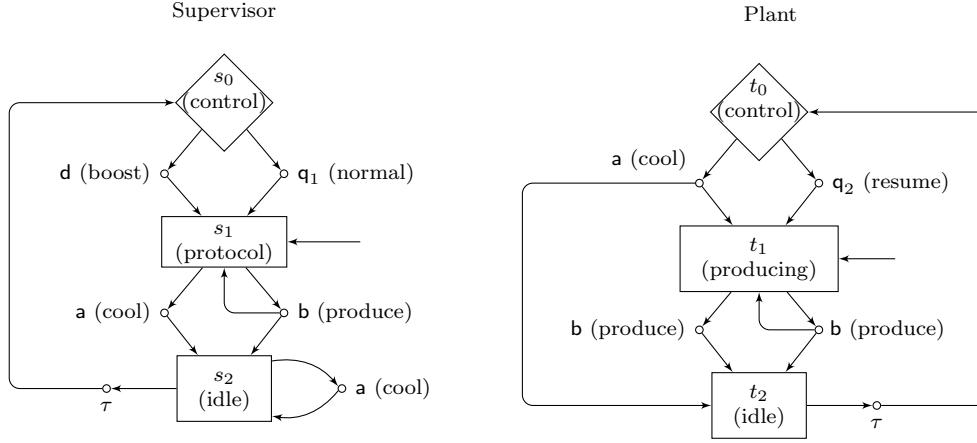 Supervisor
s₀
(control)
d (boost)
q₁ (normal)
s₁
(protocol)
a (cool)
b (produce)
s₂
(idle)
τ
a (cool)
Plant
t₀
(control)
a (cool)
q₂ (resume)
t₁
(producing)
b (produce)
b (produce)
t₂
(idle)
τ